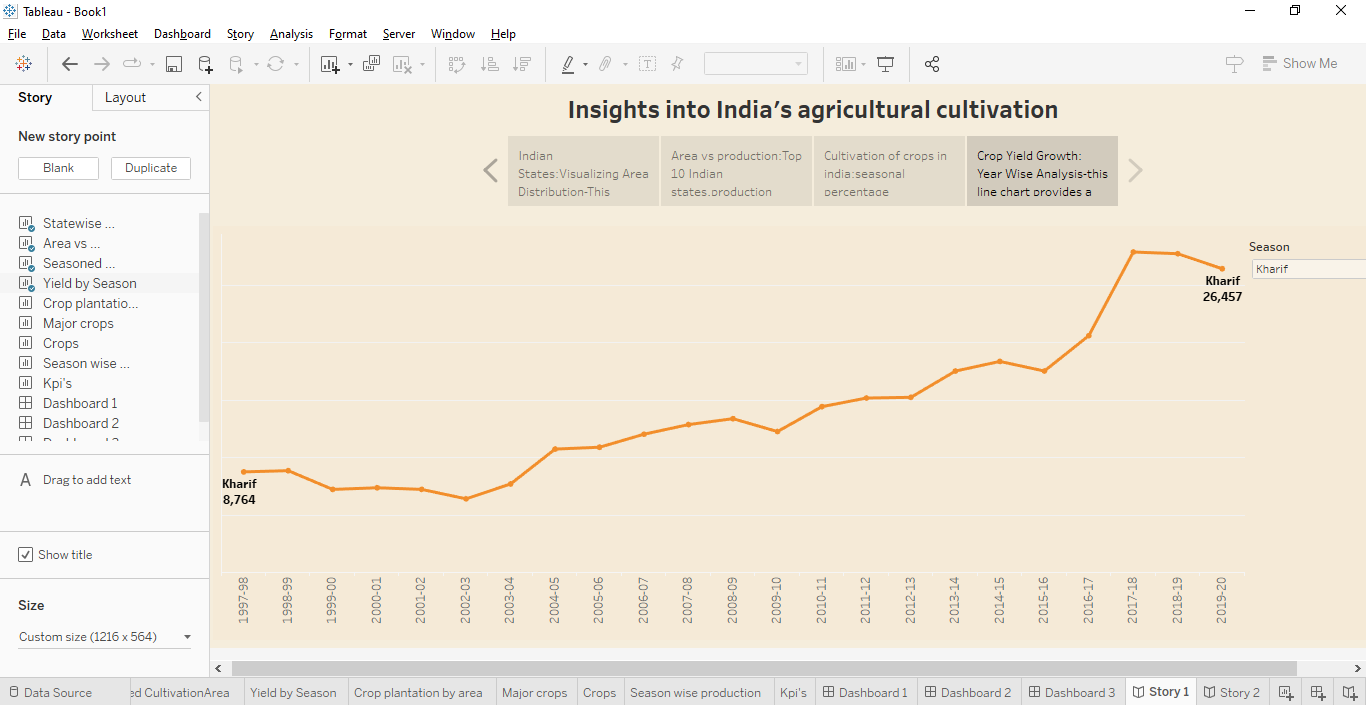 Tableau - Book1
File Data Worksheet Dashboard Story Analysis Format Server Window Help
Show Me
Story Layout
New story point
Blank Duplicate
Statewise ...
Area vs ...
Seasoned ...
Yield by Season
Crop plantatio...
Major crops
Crops
Season wise ...
Kpi's
Dashboard 1
Dashboard 2
A Drag to add text
Show title
Size
Custom size (1216 x 564)
Insights into India's agricultural cultivation
Indian
States:Visualizing Area
Distribution-This
Area vs production:Top
10 Indian
states.production
Cultivation of crops in
india:seasonal
percentage
Crop Yield Growth:
Year Wise Analysis-this
line chart provides a
Season
Kharif
Kharif
26,457
Kharif
8,764
1997-98
1998-99
1999-00
2000-01
2001-02
2002-03
2003-04
2004-05
2005-06
2006-07
2007-08
2008-09
2009-10
2010-11
2011-12
2012-13
2013-14
2014-15
2015-16
2016-17
2017-18
2018-19
2019-20
Data Source ed CultivationArea Yield by Season Crop plantation by area Major crops Crops Season wise production Kpi's Dashboard 1 Dashboard 2 Dashboard 3 Story 1 Story 2